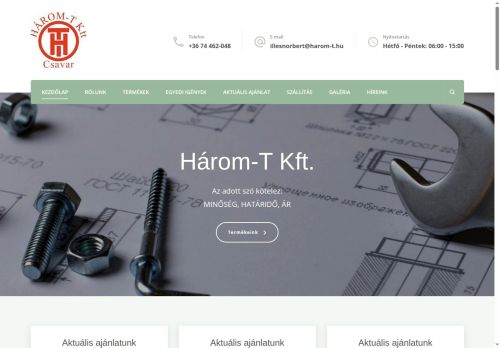 HÁROM-T Kft
Csavar
Telefon
+36 74 462-048
E-mail
illesnorbert@harom-t.hu
Nyitvatartás
Hétfő - Péntek: 06:00 - 15:00
KEZDŐLAP RÓLUNK TERMÉKEK EGYEDI IGÉNYEK AKTUÁLIS AJÁNLAT SZÁLLÍTÁS GALÉRIA HÍREINK
Három-T Kft.
Az adott szó kötelez:
MINŐSÉG, HATÁRIDŐ, ÁR
Termékeink
Aktuális ajánlatunk
Aktuális ajánlatunk
Aktuális ajánlatunk